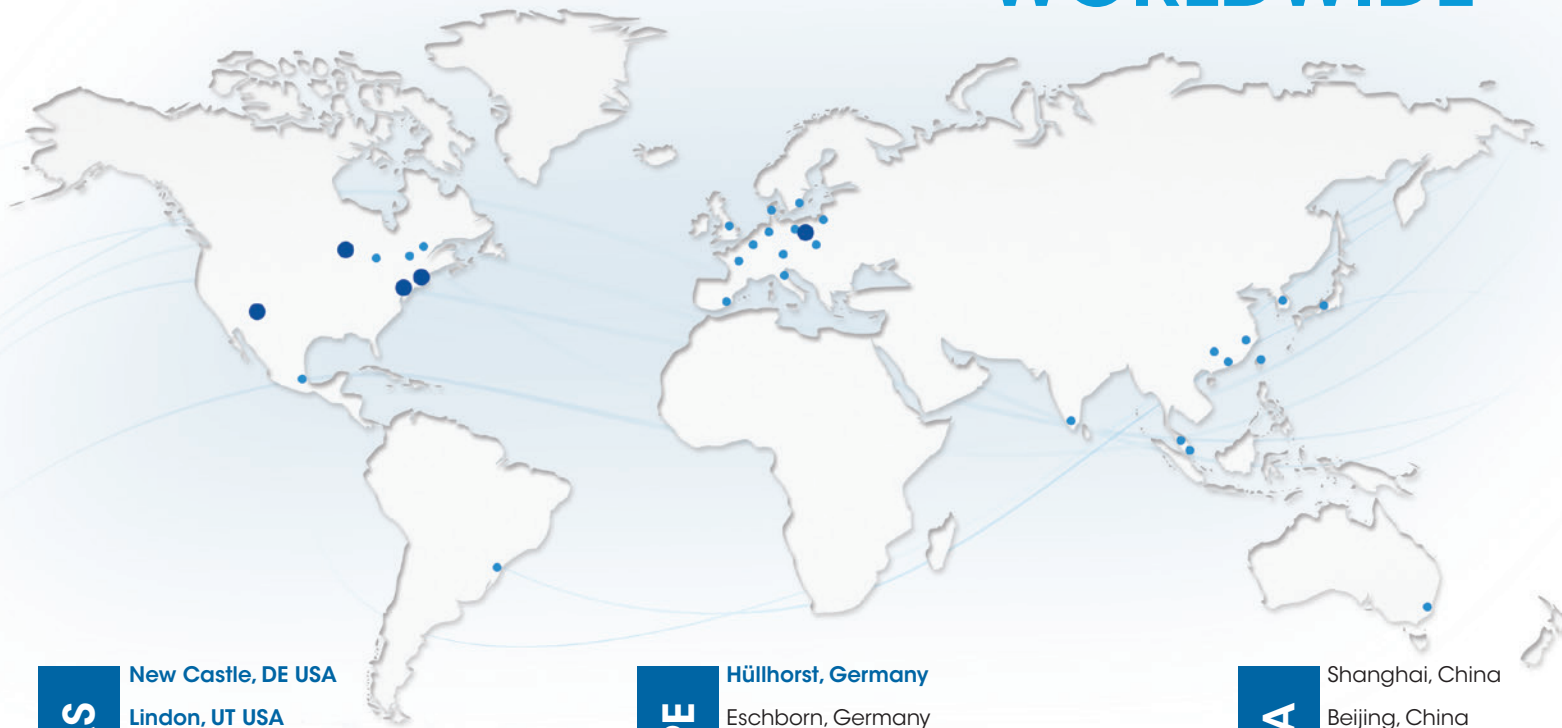 WORLDWIDE
New Castle, DE USA
Lindon, UT USA
Hüllhorst, Germany
Eschborn, Germany
Shanghai, China
Beijing, China